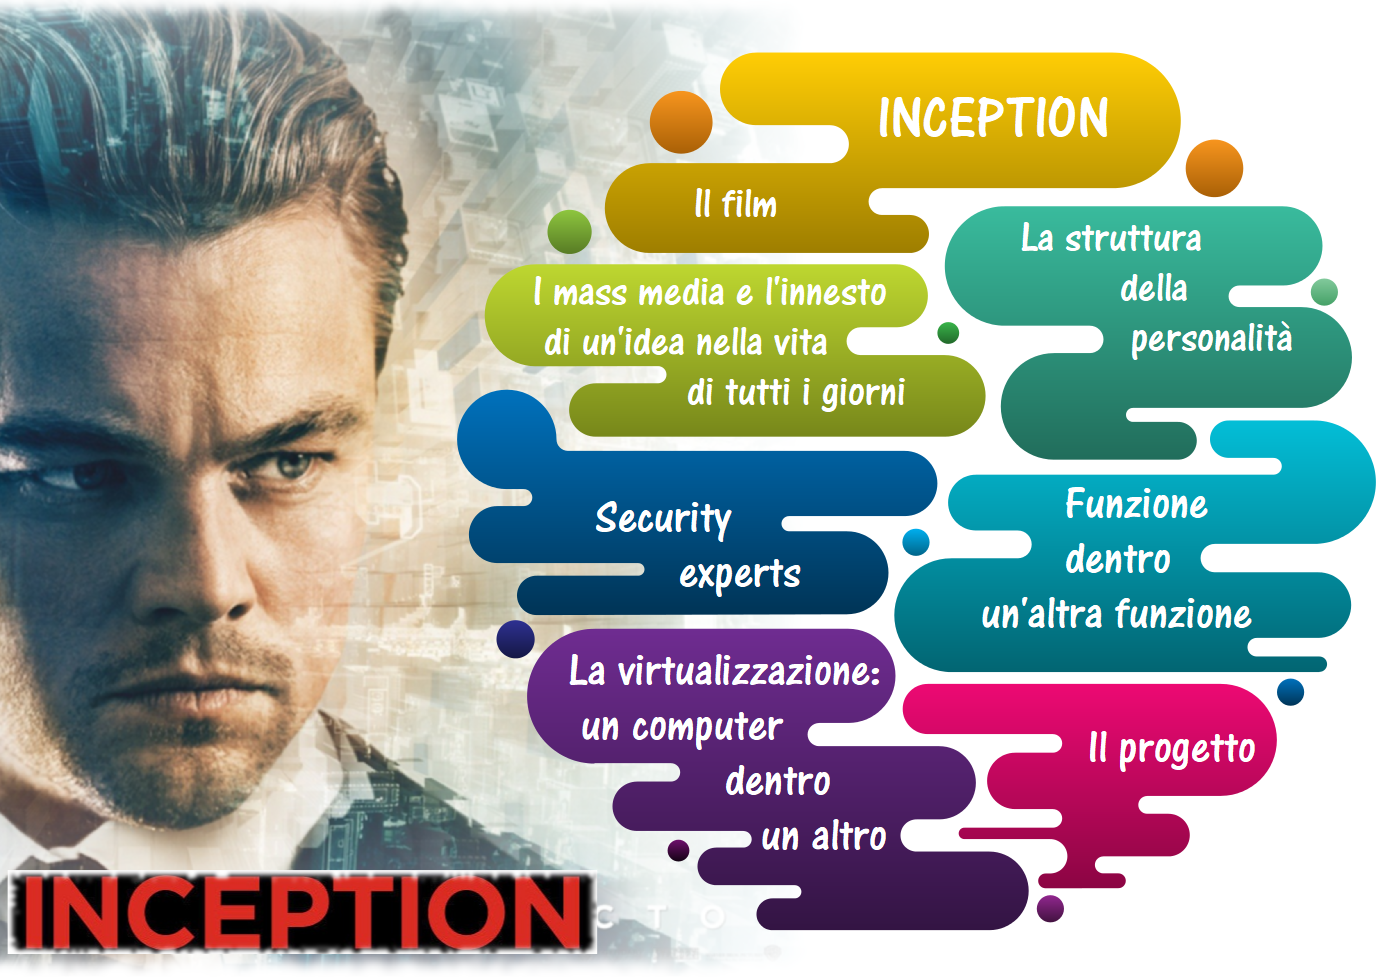 INCEPTION
Il film
La struttura
della
personalità
I mass media e l'innesto
di un'idea nella vita
di tutti i giorni
Security
experts
Funzione
dentro
un'altra funzione
La virtualizzazione:
un computer
dentro
un altro
Il progetto
INCEPTION
C T O